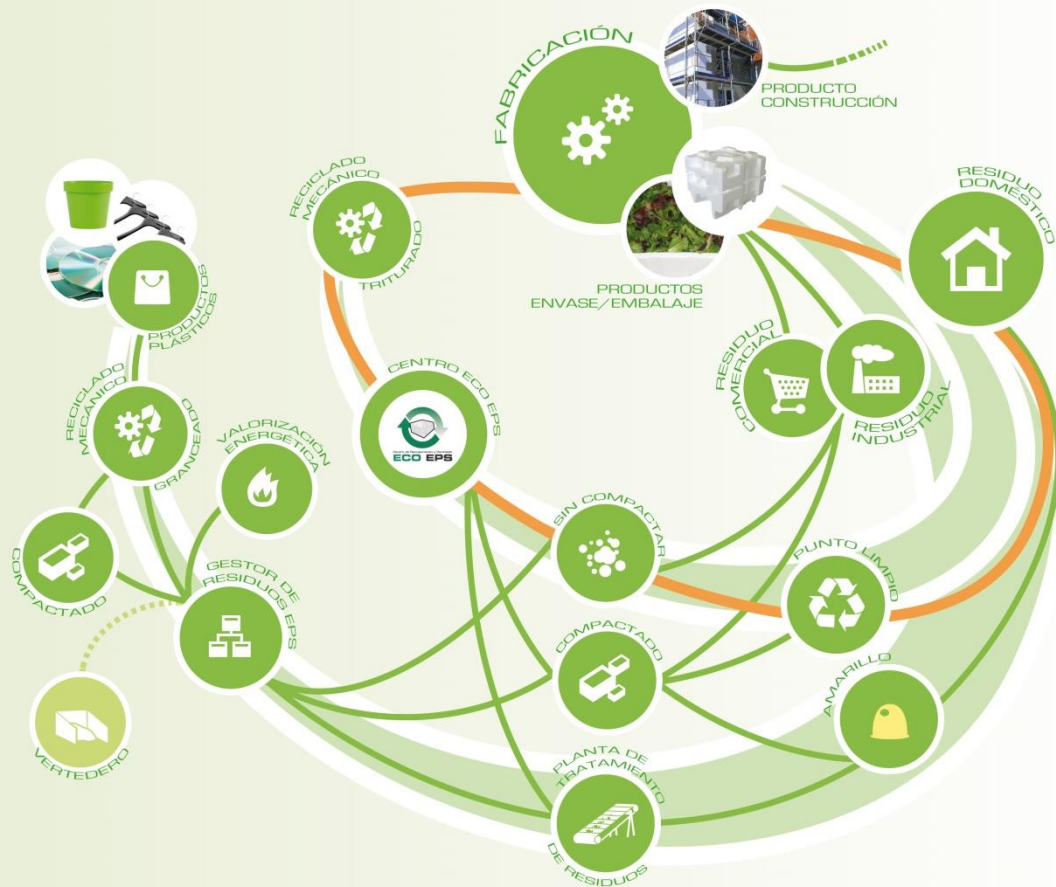 FABRICACIÓN
PRODUCTO
CONSTRUCCIÓN
RECICLADO
MECÁNICO
TRITURADO
RESIDUO
DOMÉSTICO
PRODUCTOS
ENVASE/EMBALAJE
PRODUCTOS
PLÁSTICOS
RESIDUO
COMERCIAL
RESIDUO
INDUSTRIAL
CENTRO ECO EPS
ECO EPS
RECICLADO
MECÁNICO
GRANCEADO
VALORIZACIÓN
ENERGÉTICA
SIN COMPACTAR
PUNTO LIMPIO
COMPACTADO
GESTOR DE
RESIDUOS EPS
COMPACTADO
AMARILLO
VERTEDERO
PLANTA DE
TRATAMIENTO
DE RESIDUOS